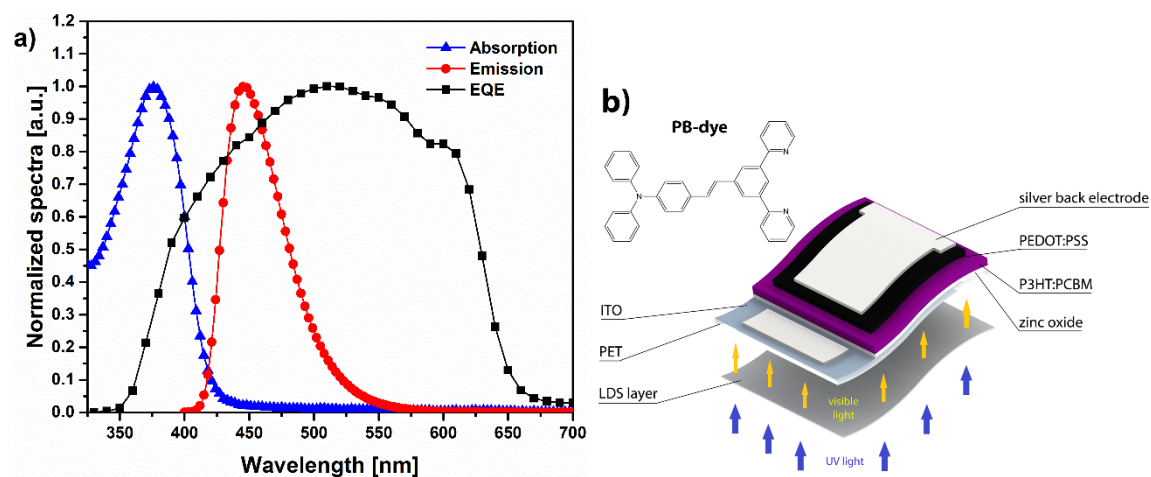 a)
Normalized spectra [a.u.]
1.2
1.1
1.0
0.9
0.8
0.7
0.6
0.5
0.4
0.3
0.2
0.1
0.0
Absorption
Emission
EQE
350 400 450 500 550 600 650 700
Wavelength [nm]
b)
PB-dye
N
N
N
silver back electrode
PEDOT:PSS
P3HT:PCBM
zinc oxide
ITO
PET
LDS layer
visible
light
UV light